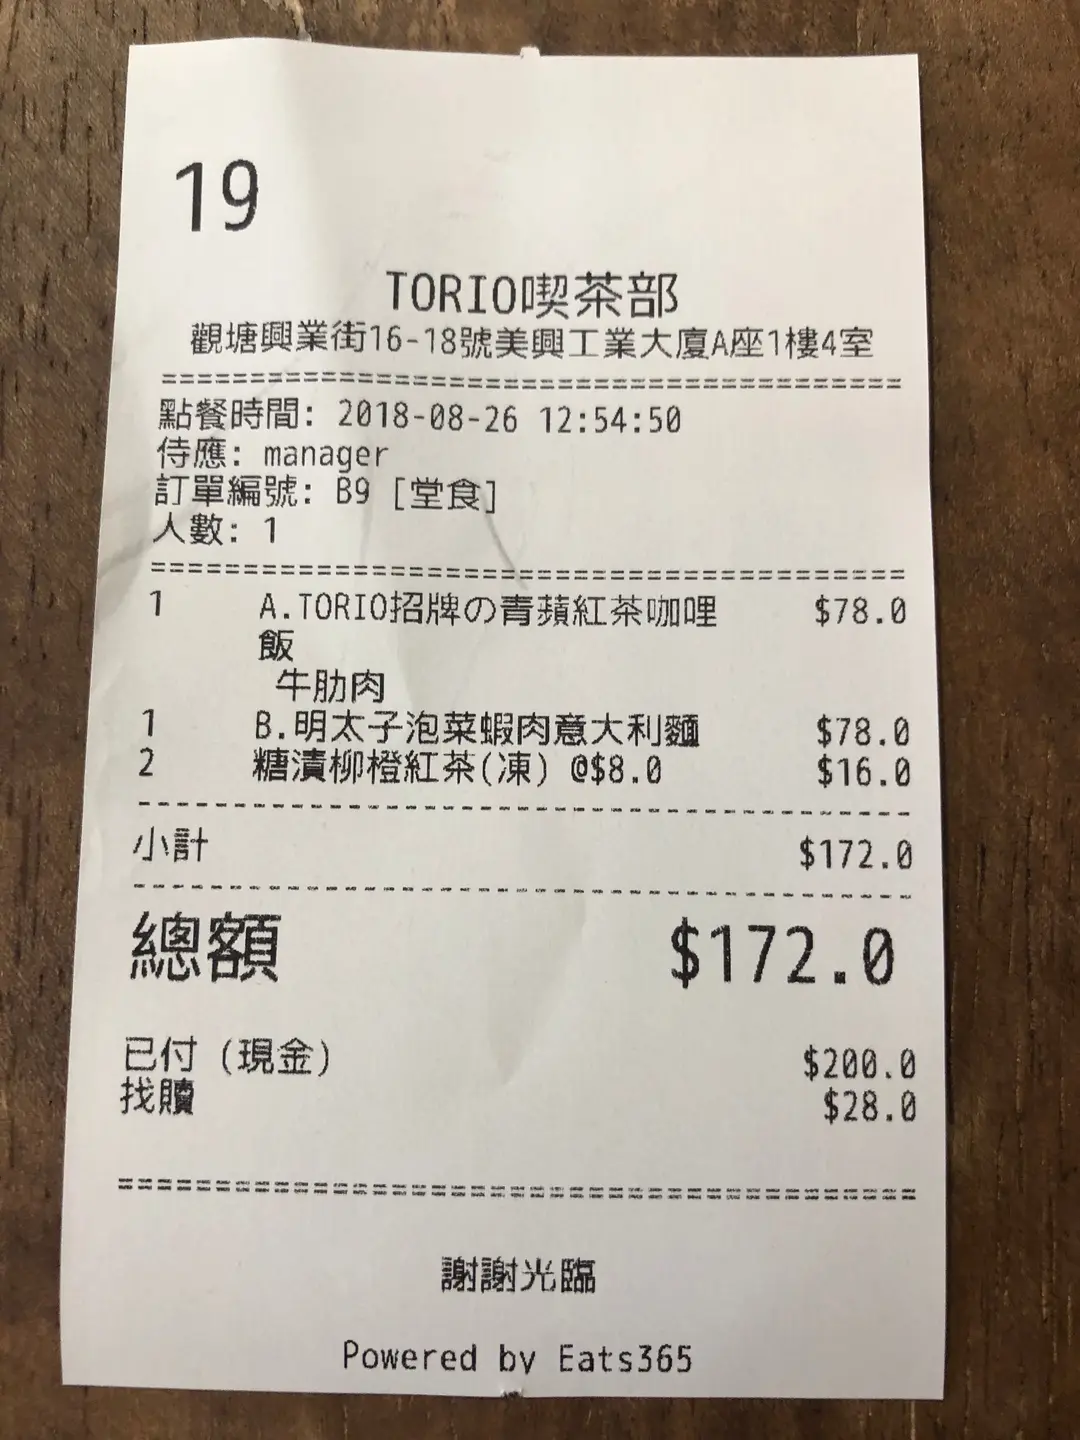 19
TORIO喫茶部
觀塘興業街16-18號美興工業大廈A座1樓4室
點餐時間: 2018-08-26 12:54:50
侍應: manager
訂單編號: B9 [堂食]
人數: 1
1 A.TORIO招牌の青蘋紅茶咖哩 $78.0
飯
牛肋肉
1 B.明太子泡菜蝦肉意大利麵 $78.0
2 糖漬柳橙紅茶(凍) @$8.0 $16.0
小計 $172.0
總額 $172.0
已付 (現金) $200.0
找贖 $28.0
謝謝光臨
Powered by Eats365